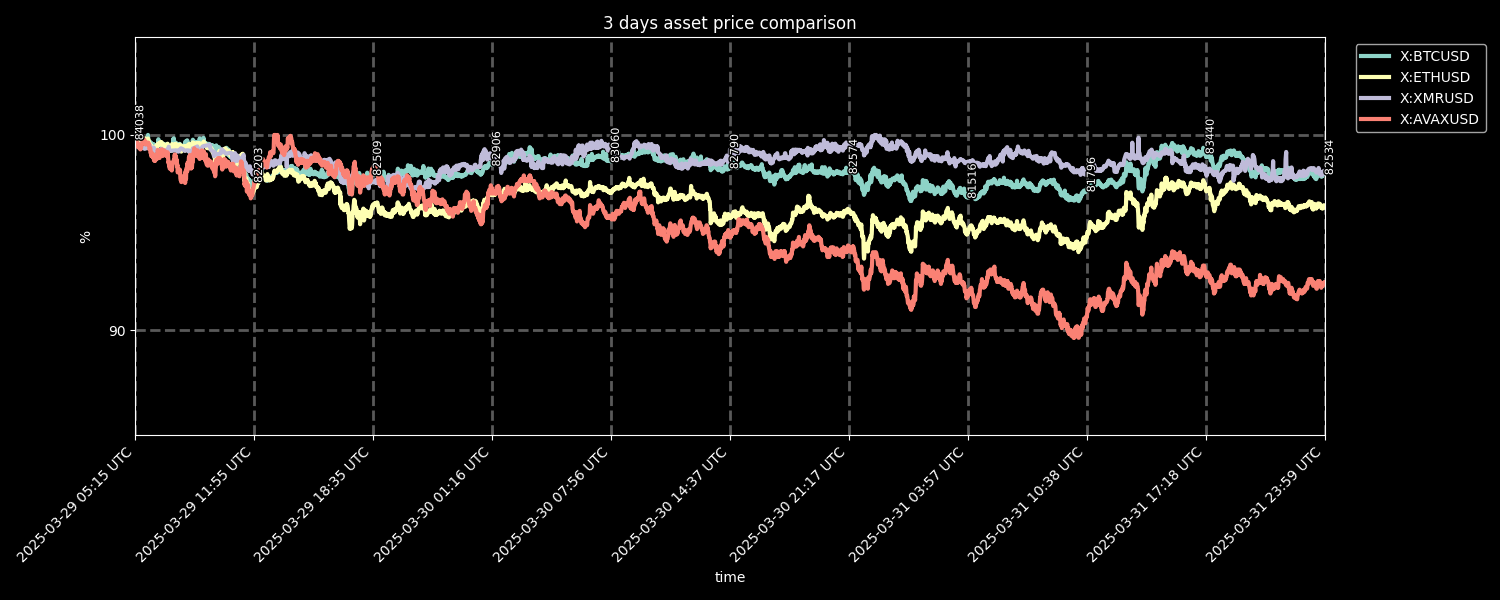 3 days asset price comparison
X:BTCUSD
X:ETHUSD
X:XMRUSD
X:AVAXUSD
100
90
%
84038
82203
82509
82906
83060
82790
82574
81516
81796
83440
82534
2025-03-29 05:15 UTC
2025-03-29 11:55 UTC
2025-03-29 18:35 UTC
2025-03-30 01:16 UTC
2025-03-30 07:56 UTC
2025-03-30 14:37 UTC
2025-03-30 21:17 UTC
2025-03-31 03:57 UTC
2025-03-31 10:38 UTC
2025-03-31 17:18 UTC
2025-03-31 23:59 UTC
time